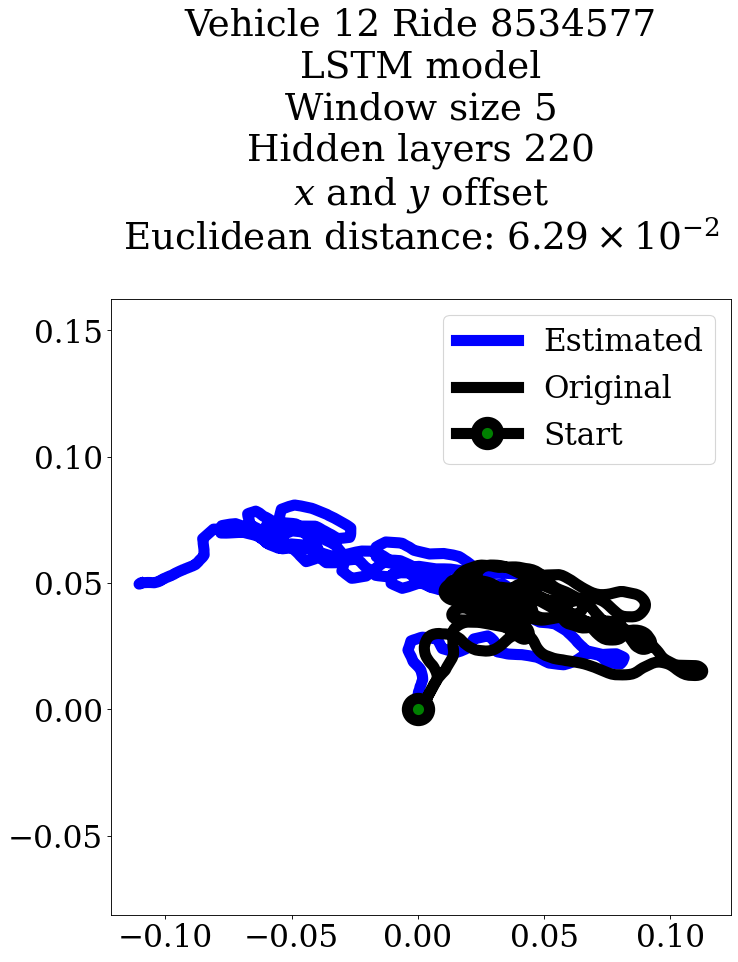 Vehicle 12 Ride 8534577
LSTM model
Window size 5
Hidden layers 220
x and y offset
Euclidean distance: 6.29 × 10⁻²
Estimated
Original
Start
0.15
0.10
0.05
0.00
−0.05
−0.10 −0.05 0.00 0.05 0.10